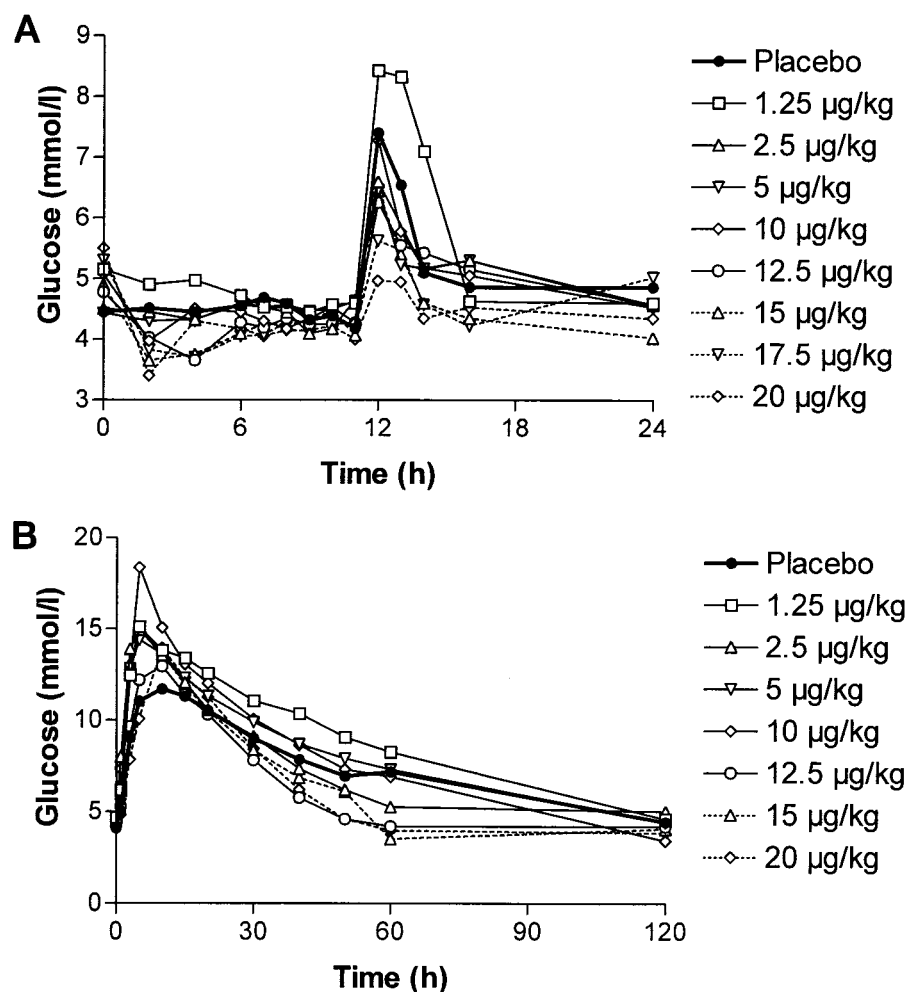 A
Glucose (mmol/l)
9
8
7
6
5
4
3
0
6
12
18
24
Time (h)
Placebo
1.25 µg/kg
2.5 µg/kg
5 µg/kg
10 µg/kg
12.5 µg/kg
15 µg/kg
17.5 µg/kg
20 µg/kg
B
Glucose (mmol/l)
20
15
10
5
0
0
30
60
90
120
Time (h)
Placebo
1.25 µg/kg
2.5 µg/kg
5 µg/kg
10 µg/kg
12.5 µg/kg
15 µg/kg
20 µg/kg